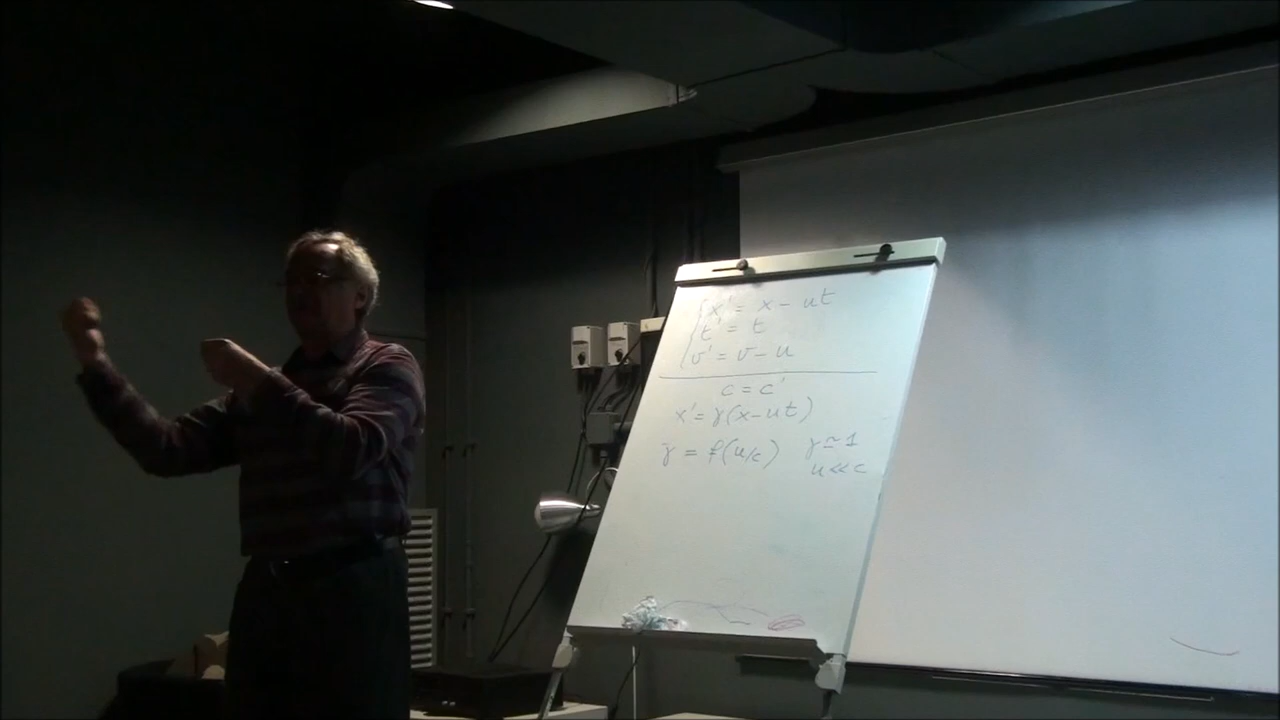 x' = x - ut
t' = t
v' = v - u
c = c'
x' = γ(x-ut)
γ = f(u/c) γ ≃ 1
u << c